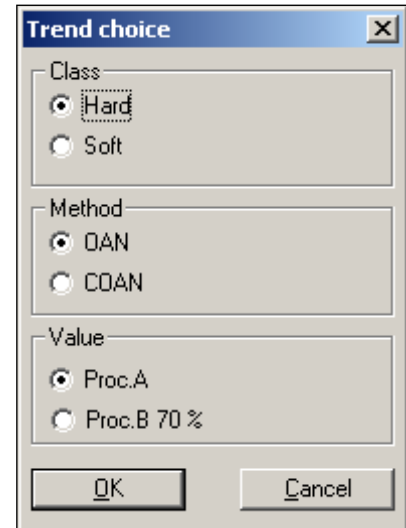 Trend choice
Class
Hard
Soft
Method
OAN
COAN
Value
Proc.A
Proc.B 70 %
OK Cancel